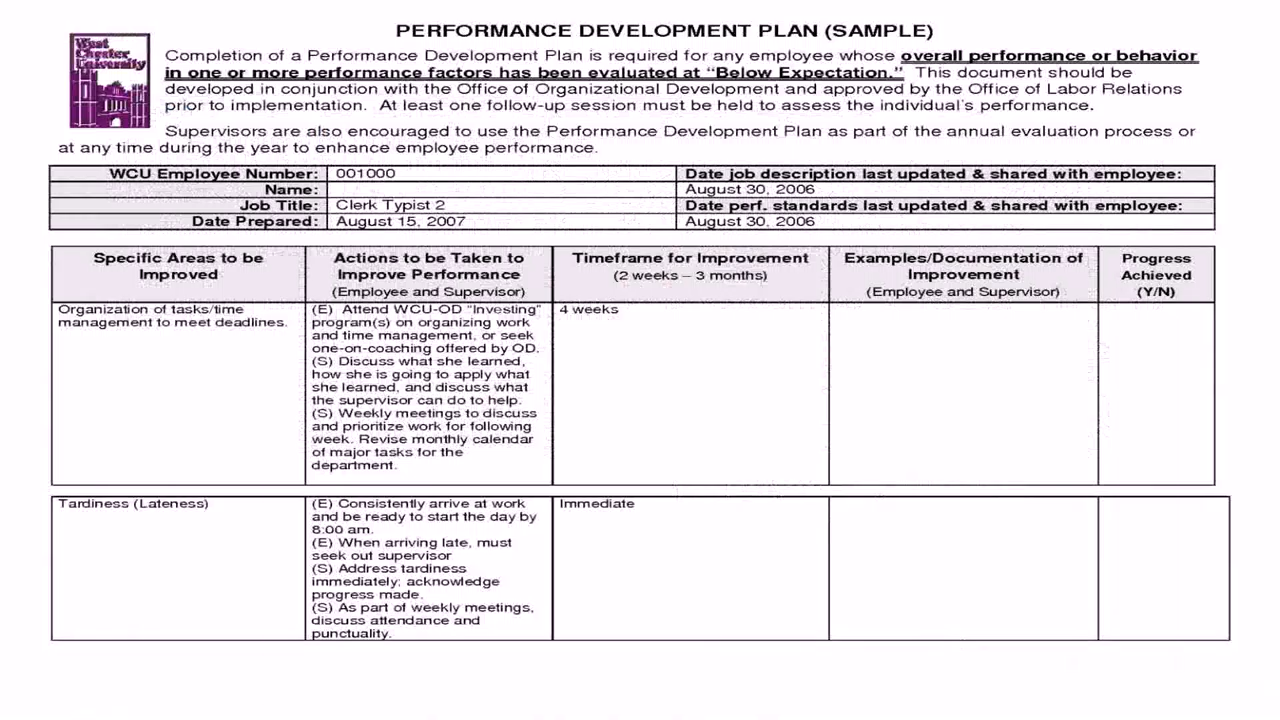 PERFORMANCE DEVELOPMENT PLAN (SAMPLE)
West
Chester
University
Completion of a Performance Development Plan is required for any employee whose overall performance or behavior
in one or more performance factors has been evaluated at “Below Expectation.” This document should be
developed in conjunction with the Office of Organizational Development and approved by the Office of Labor Relations
prior to implementation. At least one follow-up session must be held to assess the individual's performance.
Supervisors are also encouraged to use the Performance Development Plan as part of the annual evaluation process or
at any time during the year to enhance employee performance.
WCU Employee Number: 001000 Date job description last updated & shared with employee:
Name: August 30, 2006
Job Title: Clerk Typist 2 Date perf. standards last updated & shared with employee:
Date Prepared: August 15, 2007 August 30, 2006
Specific Areas to be
Improved
Actions to be Taken to
Improve Performance
(Employee and Supervisor)
Timeframe for Improvement
(2 weeks – 3 months)
Examples/Documentation of
Improvement
(Employee and Supervisor)
Progress
Achieved
(Y/N)
Organization of tasks/time
management to meet deadlines.
(E) Attend WCU-OD “Investing”
program(s) on organizing work
and time management, or seek
one-on-coaching offered by OD.
(S) Discuss what she learned,
how she is going to apply what
she learned, and discuss what
the supervisor can do to help.
(S) Weekly meetings to discuss
and prioritize work for following
week. Revise monthly calendar
of major tasks for the
department.
4 weeks
Tardiness (Lateness)
(E) Consistently arrive at work
and be ready to start the day by
8:00 am.
(E) When arriving late, must
seek out supervisor
(S) Address tardiness
immediately; acknowledge
progress made.
(S) As part of weekly meetings,
discuss attendance and
punctuality.
Immediate